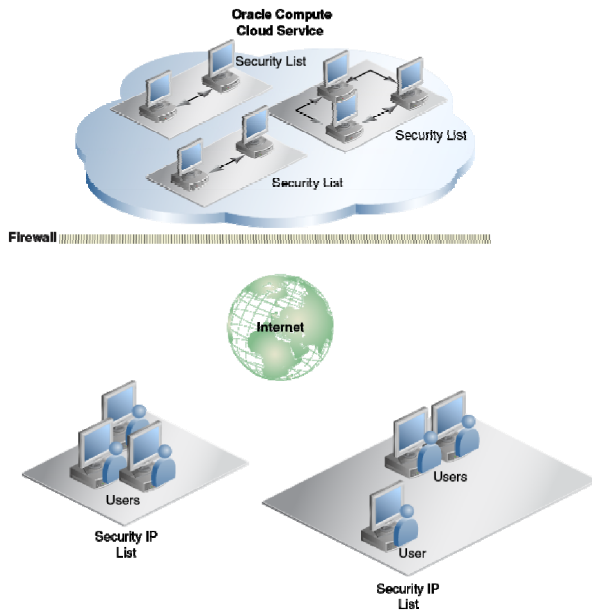 Oracle Compute
Cloud Service
Security List
Security List
Security List
Firewall
Internet
Users
Users
User
Security IP
List
Security IP
List